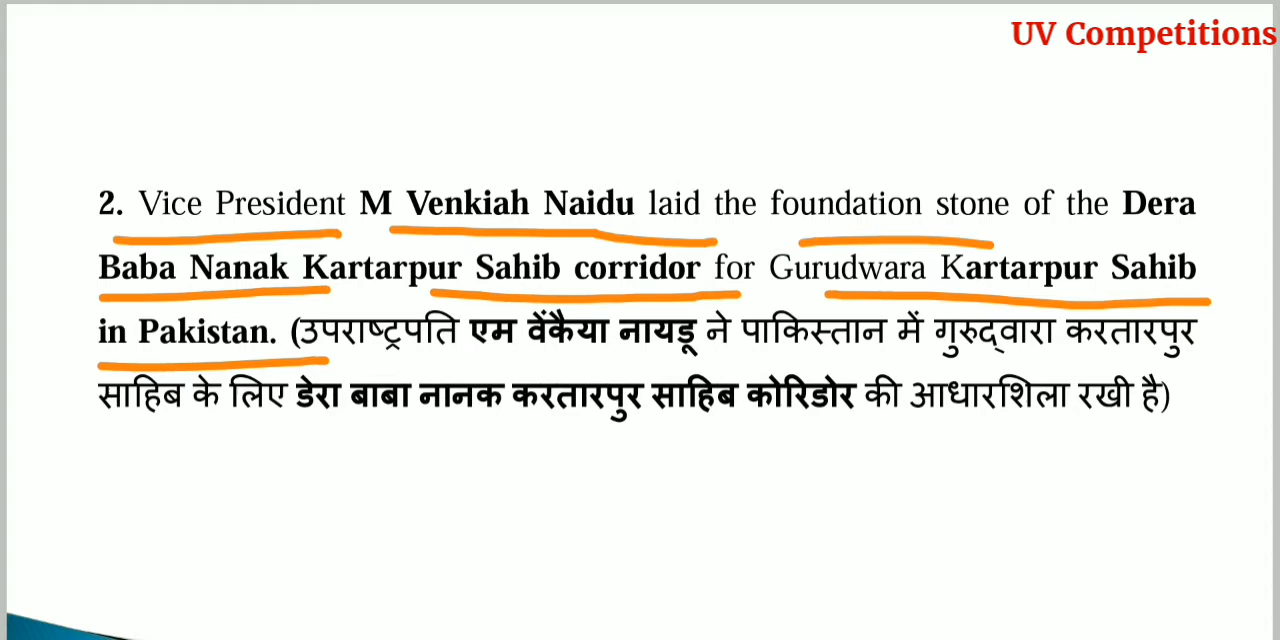 UV Competitions
2. Vice President M Venkiah Naidu laid the foundation stone of the Dera
Baba Nanak Kartarpur Sahib corridor for Gurudwara Kartarpur Sahib
in Pakistan. (उपराष्ट्रपति एम वेंकैया नायडू ने पाकिस्तान में गुरुद्वारा करतारपुर
साहिब के लिए डेरा बाबा नानक करतारपुर साहिब कोरिडोर की आधारशिला रखी है)